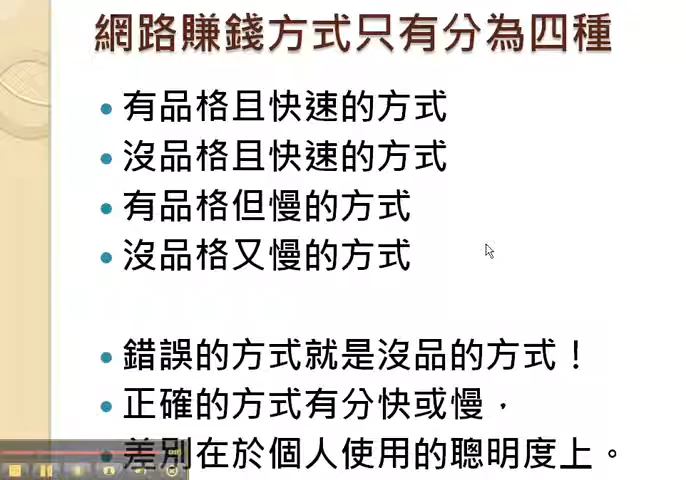 網路賺錢方式只有分為四種
有品格且快速的方式
沒品格且快速的方式
有品格但慢的方式
沒品格又慢的方式
錯誤的方式就是沒品的方式！
正確的方式有分快或慢，
差別在於個人使用的聰明度上。